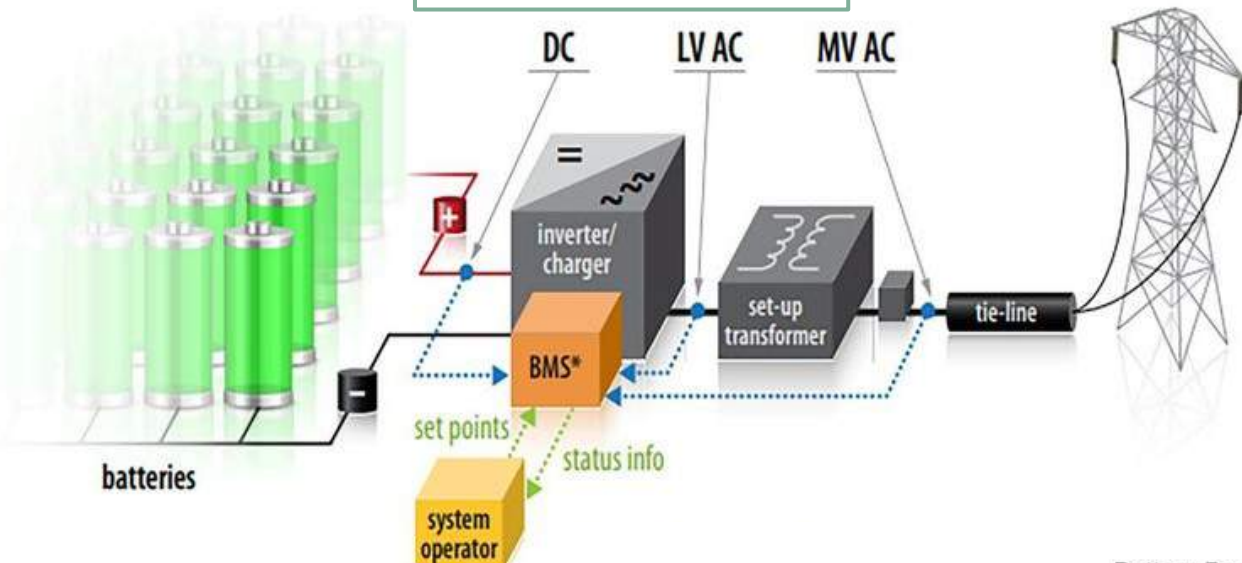 DC
LV AC
MV AC
=
+
inverter/
charger
set-up
transformer
tie-line
BMS*
-
set points
status info
batteries
system
operator